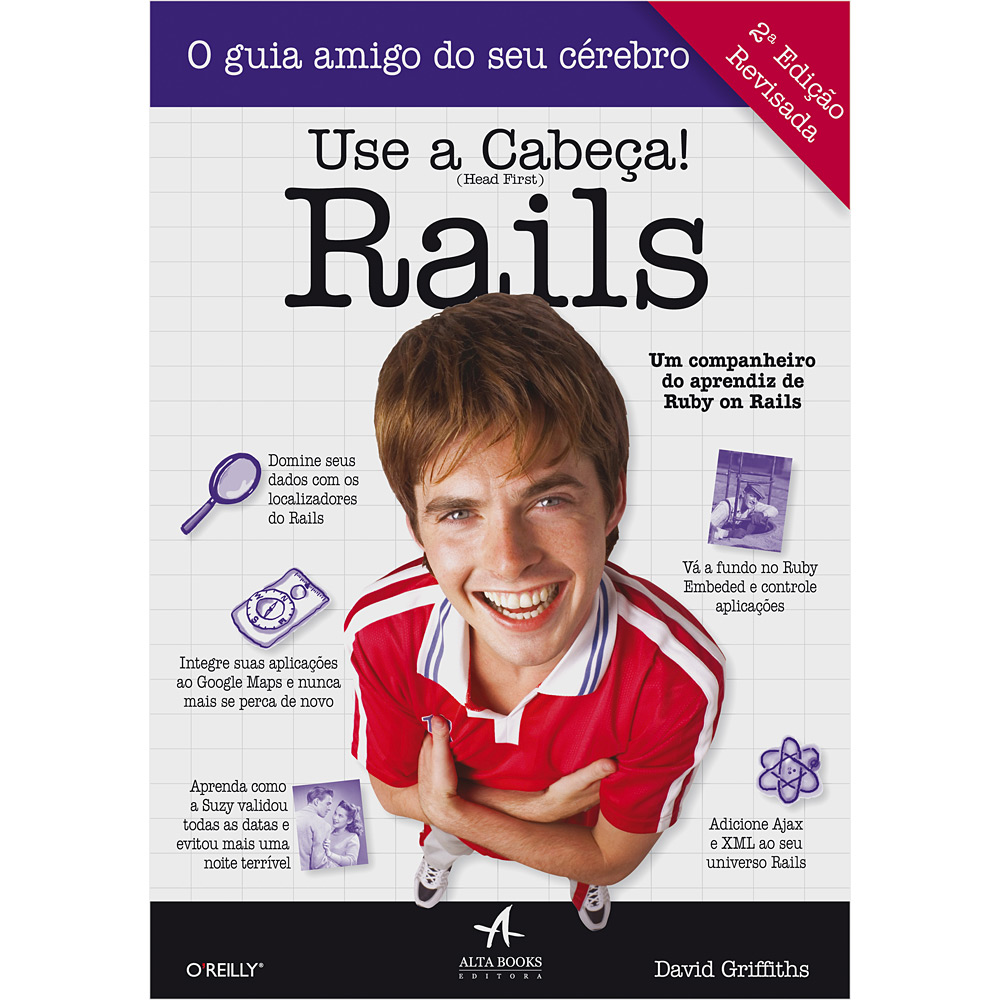 O guia amigo do seu cérebro
2ª Edição
Revisada
Use a Cabeça!
(Head First)
Rails
Um companheiro
do aprendiz de
Ruby on Rails
Domine seus
dados com os
localizadores
do Rails
Vá a fundo no Ruby
Embeded e controle
aplicações
N
E
S
W
Integre suas aplicações
ao Google Maps e nunca
mais se perca de novo
Aprenda como
a Suzy validou
todas as datas e
evitou mais uma
noite terrível
Adicione Ajax
e XML ao seu
universo Rails
O'REILLY®
ALTA BOOKS
EDITORA
David Griffiths